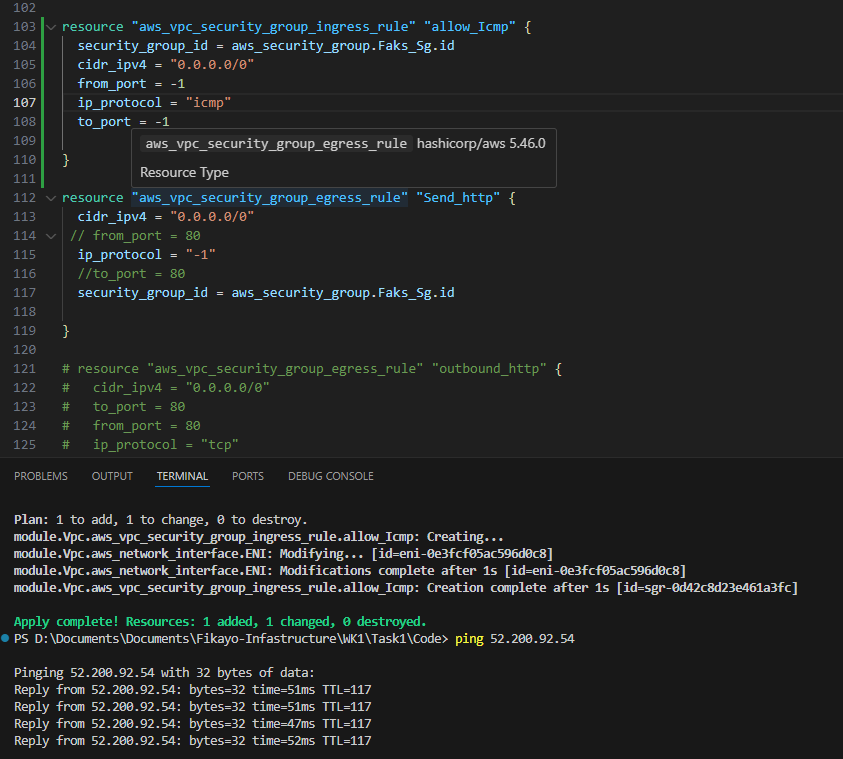 102
103 resource "aws_vpc_security_group_ingress_rule" "allow_Icmp" {
104 security_group_id = aws_security_group.Faks_Sg.id
105 cidr_ipv4 = "0.0.0.0/0"
106 from_port = -1
107 ip_protocol = "icmp"
108 to_port = -1
109 aws_vpc_security_group_egress_rule hashicorp/aws 5.46.0
110 }
Resource Type
111
112 resource "aws_vpc_security_group_egress_rule" "Send_http" {
113 cidr_ipv4 = "0.0.0.0/0"
114 // from_port = 80
115 ip_protocol = "-1"
116 //to_port = 80
117 security_group_id = aws_security_group.Faks_Sg.id
118
119 }
120
121 # resource "aws_vpc_security_group_egress_rule" "outbound_http" {
122 # cidr_ipv4 = "0.0.0.0/0"
123 # to_port = 80
124 # from_port = 80
125 # ip_protocol = "tcp"
PROBLEMS OUTPUT TERMINAL PORTS DEBUG CONSOLE
Plan: 1 to add, 1 to change, 0 to destroy.
module.Vpc.aws_vpc_security_group_ingress_rule.allow_Icmp: Creating...
module.Vpc.aws_network_interface.ENI: Modifying... [id=eni-0e3fcf05ac596d0c8]
module.Vpc.aws_network_interface.ENI: Modifications complete after 1s [id=eni-0e3fcf05ac596d0c8]
module.Vpc.aws_vpc_security_group_ingress_rule.allow_Icmp: Creation complete after 1s [id=sgr-0d42c8d23e461a3fc]
Apply complete! Resources: 1 added, 1 changed, 0 destroyed.
PS D:\Documents\Documents\Fikayo-Infastructure\WK1\Task1\Code> ping 52.200.92.54
Pinging 52.200.92.54 with 32 bytes of data:
Reply from 52.200.92.54: bytes=32 time=51ms TTL=117
Reply from 52.200.92.54: bytes=32 time=51ms TTL=117
Reply from 52.200.92.54: bytes=32 time=47ms TTL=117
Reply from 52.200.92.54: bytes=32 time=52ms TTL=117